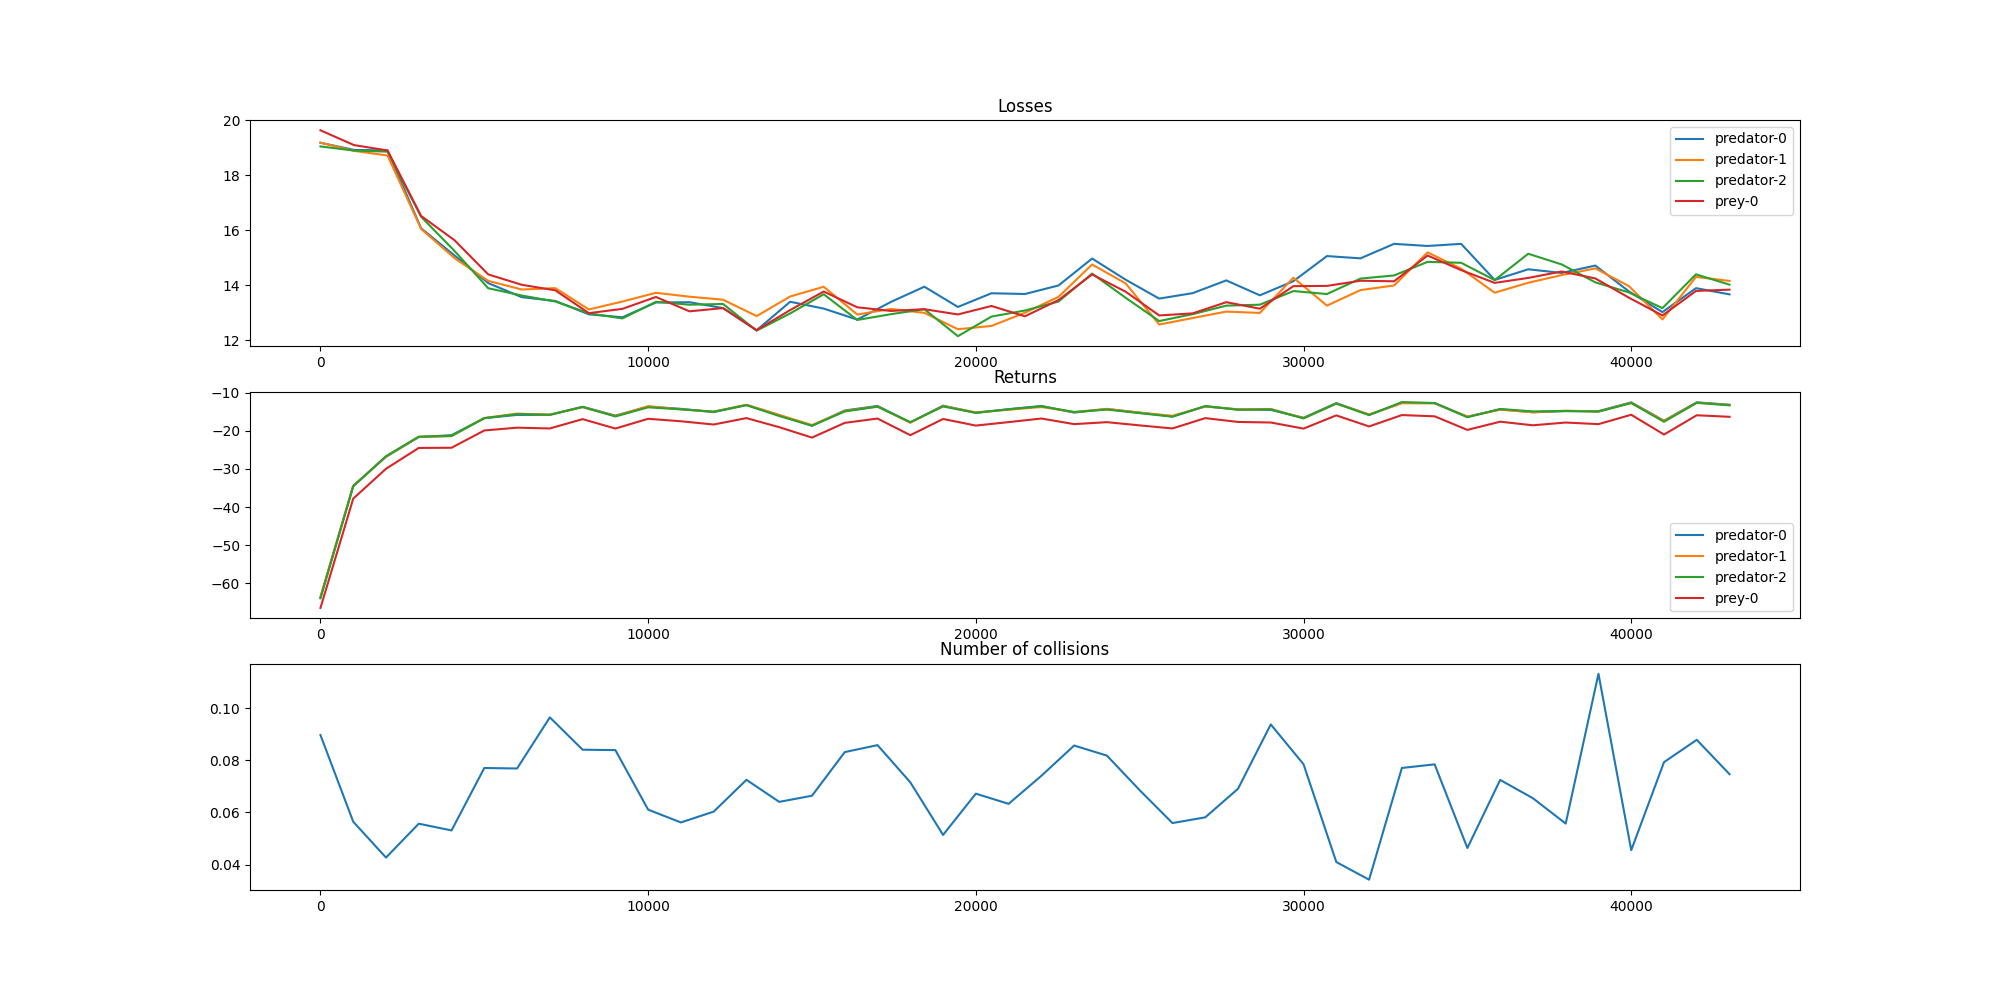 Losses
20
18
16
14
12
predator-0
predator-1
predator-2
prey-0
0 10000 20000 30000 40000
Returns
−10
−20
−30
−40
−50
−60
predator-0
predator-1
predator-2
prey-0
0 10000 20000 30000 40000
Number of collisions
0.10
0.08
0.06
0.04
0 10000 20000 30000 40000